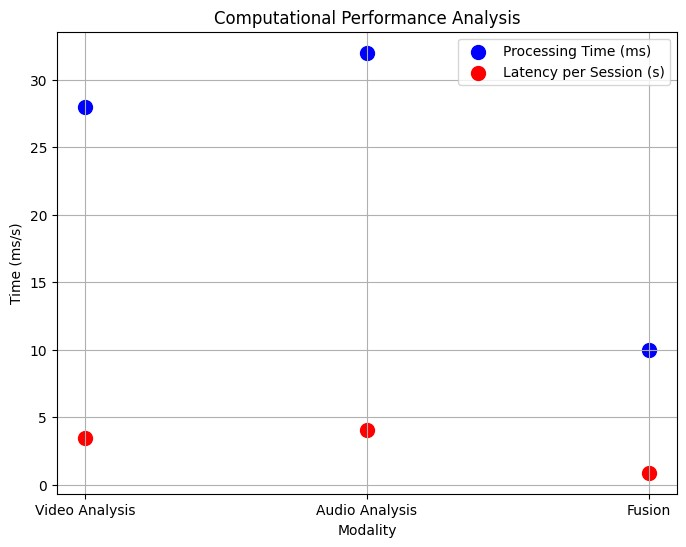 Computational Performance Analysis
Processing Time (ms)
Latency per Session (s)
Time (ms/s)
30
25
20
15
10
5
0
Video Analysis
Audio Analysis
Fusion
Modality